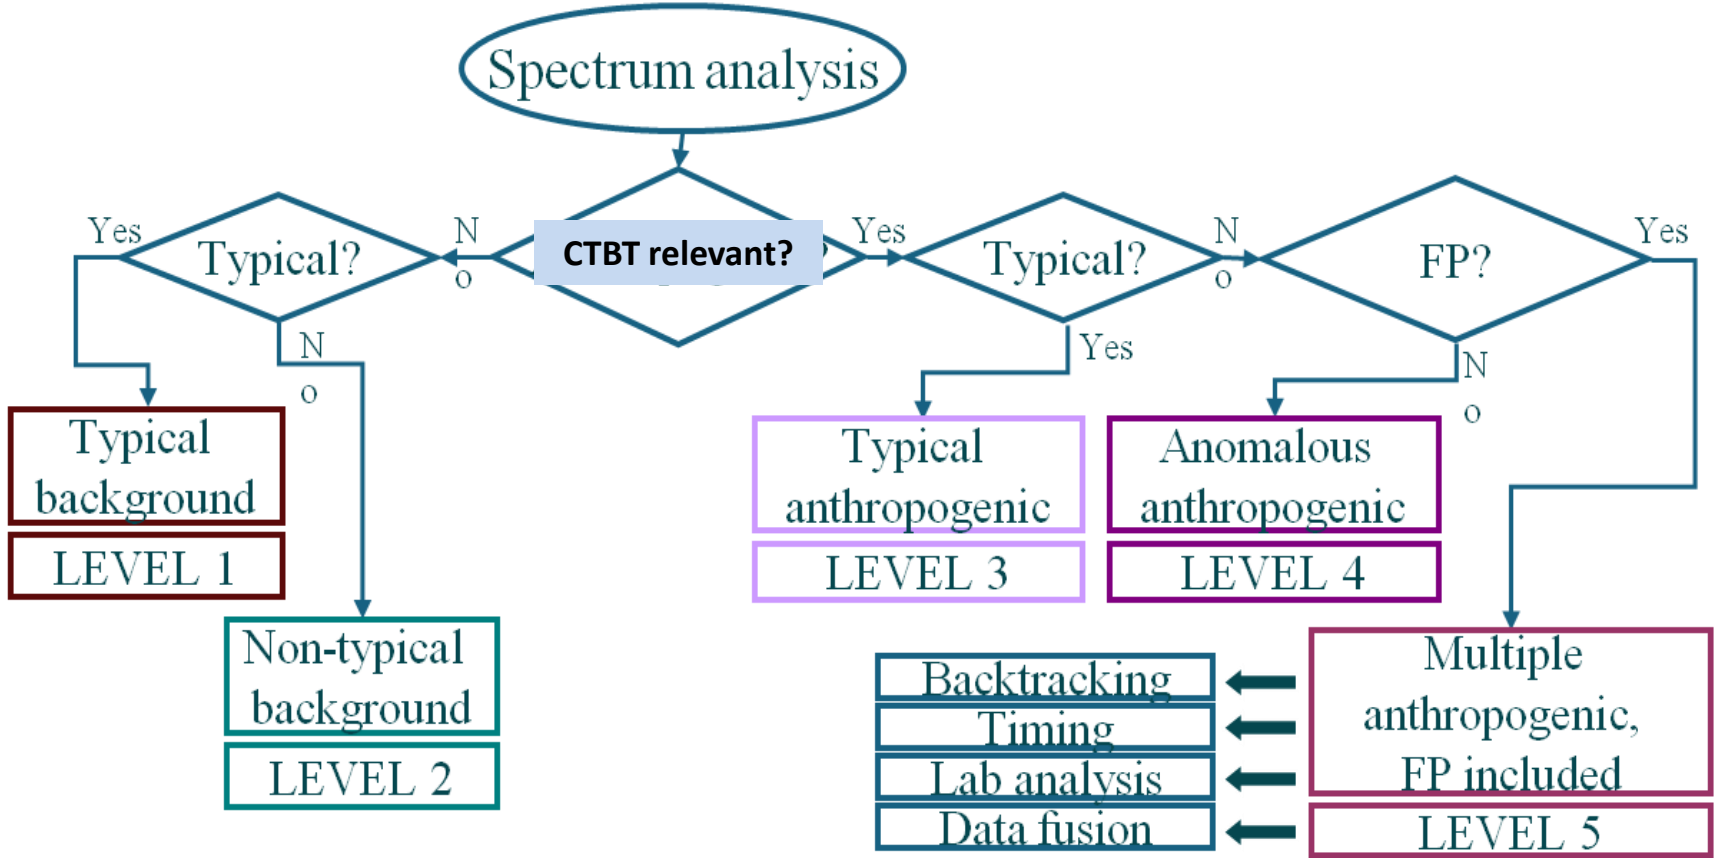 Spectrum analysis
Yes
Typical?
N
o
CTBT relevant?
?
Yes
Typical?
N
o
FP?
Yes
N
o
Yes
N
o
Typical
background
LEVEL 1
Non-typical
background
LEVEL 2
Typical
anthropogenic
LEVEL 3
Anomalous
anthropogenic
LEVEL 4
Multiple
anthropogenic,
FP included
LEVEL 5
Backtracking
Timing
Lab analysis
Data fusion